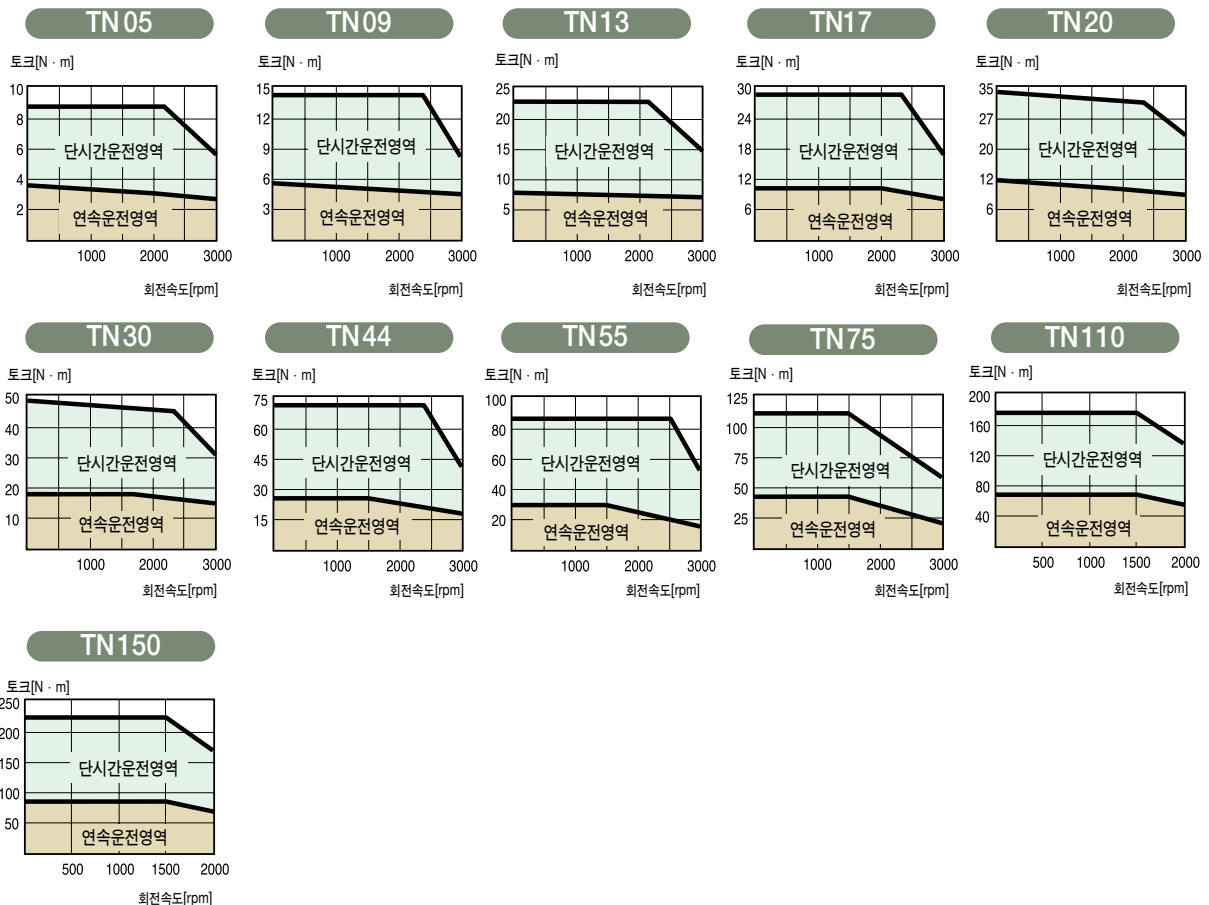 TN05
토크[N · m]
10
8
6
4
2
단시간운전영역
연속운전영역
1000 2000 3000
회전속도[rpm]
TN09
토크[N · m]
15
12
9
6
3
단시간운전영역
연속운전영역
1000 2000 3000
회전속도[rpm]
TN13
토크[N · m]
25
20
15
10
5
단시간운전영역
연속운전영역
1000 2000 3000
회전속도[rpm]
TN17
토크[N · m]
30
24
18
12
6
단시간운전영역
연속운전영역
1000 2000 3000
회전속도[rpm]
TN20
토크[N · m]
35
27
20
12
6
단시간운전영역
연속운전영역
1000 2000 3000
회전속도[rpm]
TN30
토크[N · m]
50
40
30
20
10
단시간운전영역
연속운전영역
1000 2000 3000
회전속도[rpm]
TN44
토크[N · m]
75
60
45
30
15
단시간운전영역
연속운전영역
1000 2000 3000
회전속도[rpm]
TN55
토크[N · m]
100
80
60
40
20
단시간운전영역
연속운전영역
1000 2000 3000
회전속도[rpm]
TN75
토크[N · m]
125
100
75
50
25
단시간운전영역
연속운전영역
1000 2000 3000
회전속도[rpm]
TN110
토크[N · m]
200
160
120
80
40
단시간운전영역
연속운전영역
500 1000 1500 2000
회전속도[rpm]
TN150
토크[N · m]
250
200
150
100
50
단시간운전영역
연속운전영역
500 1000 1500 2000
회전속도[rpm]